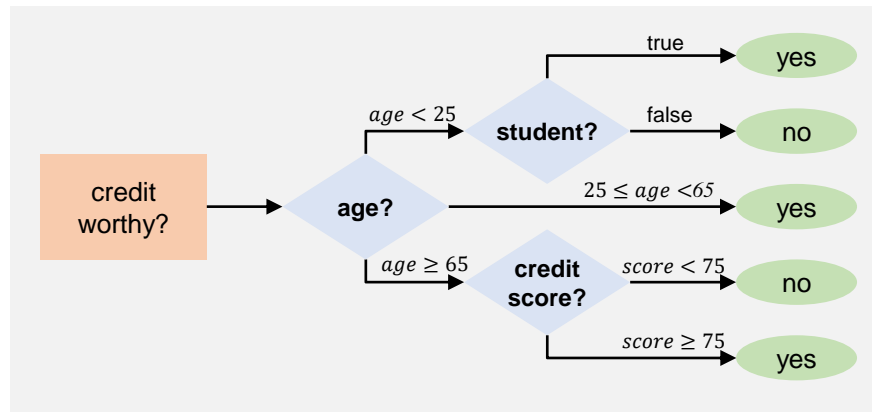 true
yes
age < 25
student?
false
no
credit
worthy?
age?
25 ≤ age <65
yes
age ≥ 65
credit
score?
score < 75
no
score ≥ 75
yes